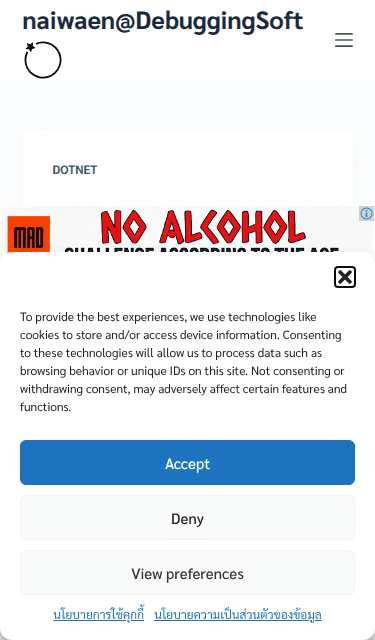 naiwaen@DebuggingSoft
DOTNET
MAD
NO ALCOHOL
CHALLENGE ACCORDING TO THE AGE
To provide the best experiences, we use technologies like
cookies to store and/or access device information. Consenting
to these technologies will allow us to process data such as
browsing behavior or unique IDs on this site. Not consenting or
withdrawing consent, may adversely affect certain features and
functions.
Accept
Deny
View preferences
นโยบายการใช้คุกกี้ นโยบายความเป็นส่วนตัวของข้อมูล